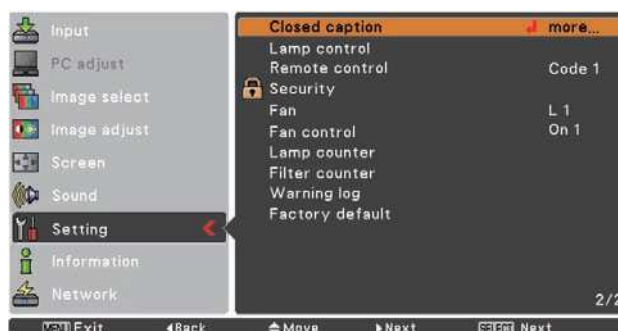 Input
PC adjust
Image select
Image adjust
Screen
Sound
Setting
Information
Network
Closed caption more...
Lamp control
Remote control Code 1
Security
Fan L 1
Fan control On 1
Lamp counter
Filter counter
Warning log
Factory default
2/2
MENU Exit Back Move Next SELECT Next